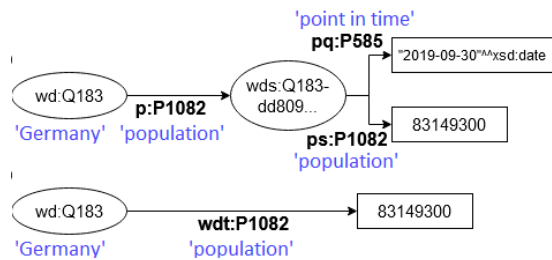 'point in time'
pq:P585
"2019-09-30"^^xsd:date
wd:Q183
p:P1082
wds:Q183-
dd809...
'Germany'
'population'
ps:P1082
83149300
'population'
wd:Q183
wdt:P1082
83149300
'Germany'
'population'